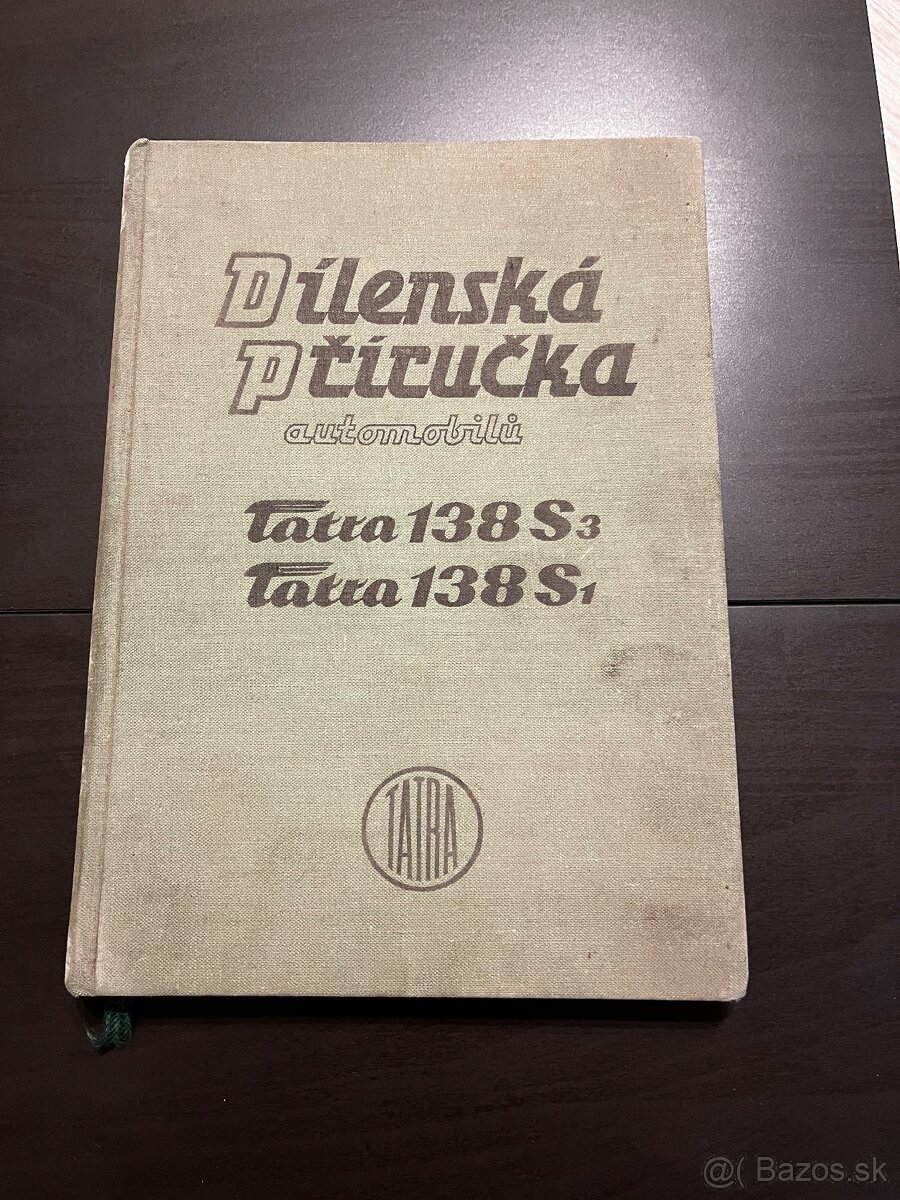 Dílenská
Příručka
automobilů
Tatra 138 S3
Tatra 138 S1
TATRA
@( Bazos.sk